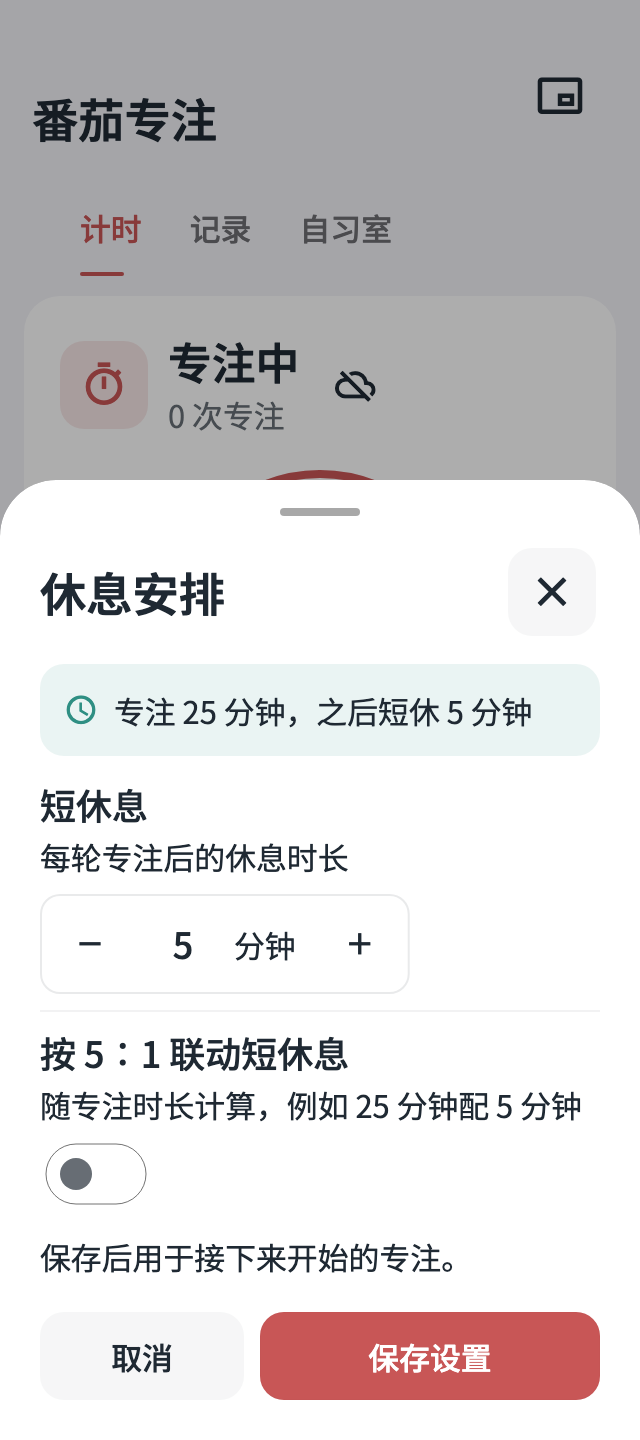 番茄专注
计时 记录 自习室
专注中
0 次专注
休息安排
专注 25 分钟，之后短休 5 分钟
短休息
每轮专注后的休息时长
− 5 分钟 +
按 5：1 联动短休息
随专注时长计算，例如 25 分钟配 5 分钟
保存后用于接下来开始的专注。
取消 保存设置